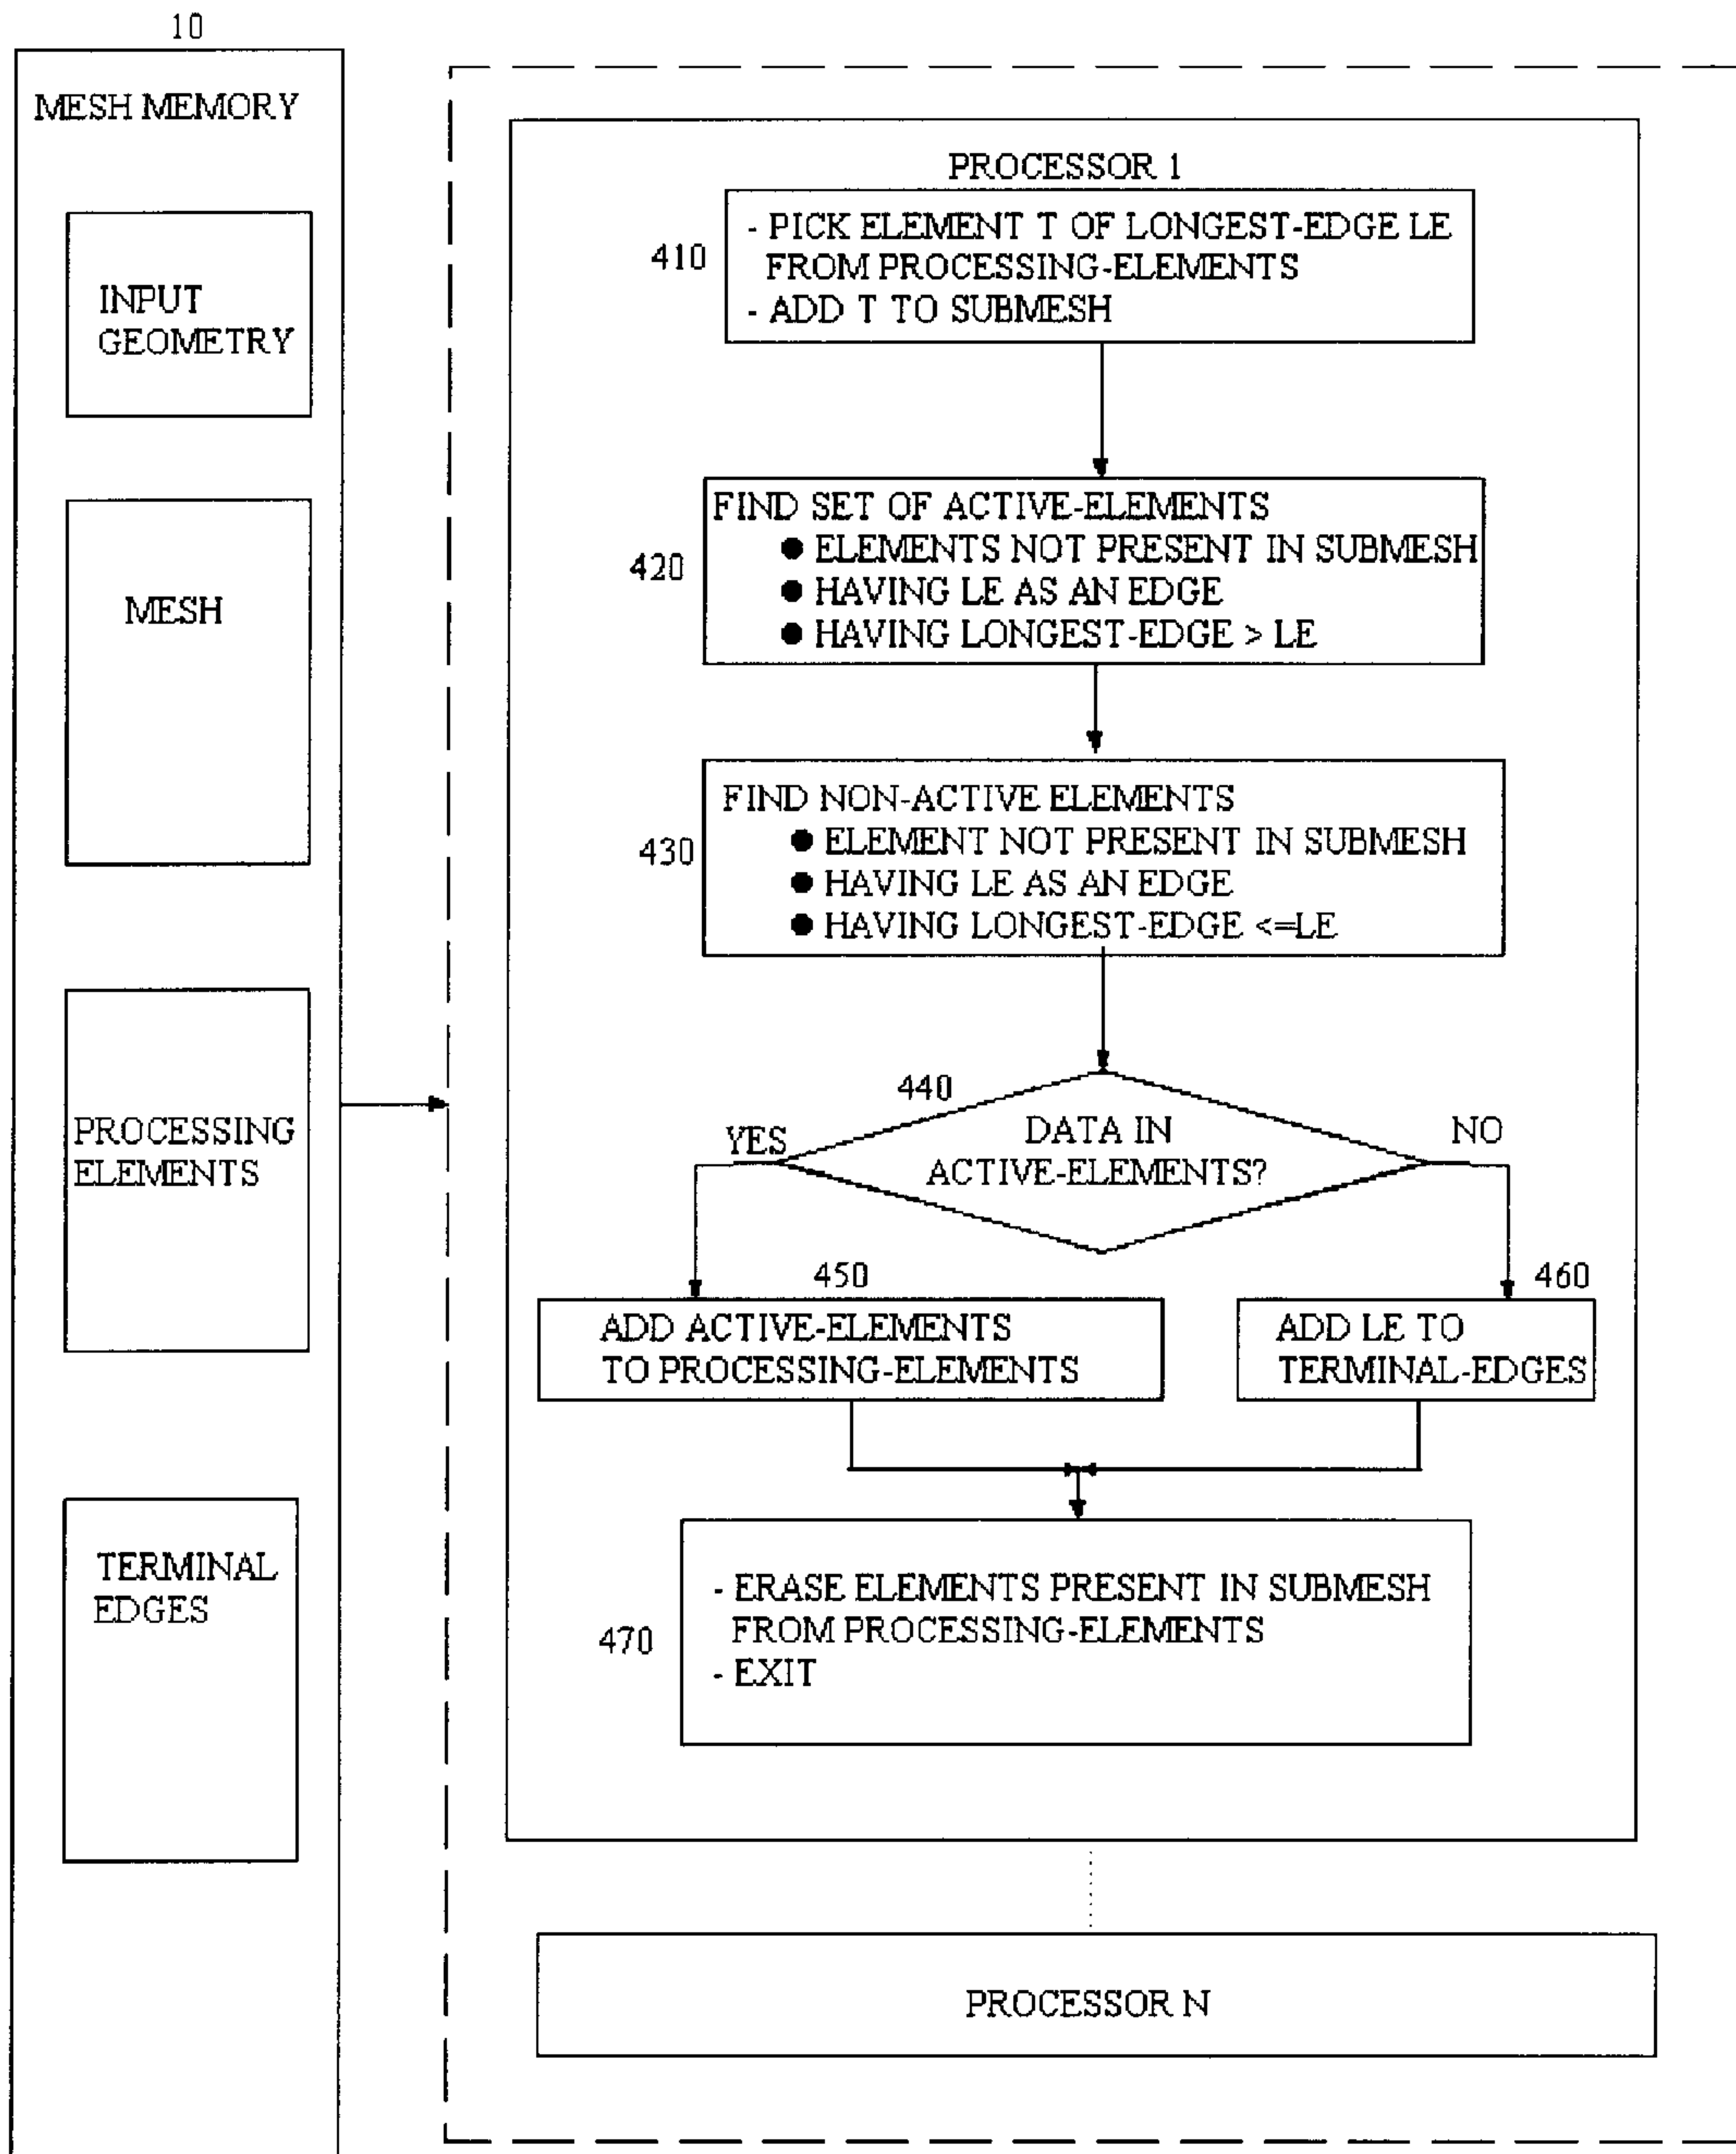 10
MESH MEMORY
INPUT
GEOMETRY
MESH
PROCESSING
ELEMENTS
TERMINAL
EDGES
PROCESSOR 1
410
- PICK ELEMENT T OF LONGEST-EDGE LE
FROM PROCESSING-ELEMENTS
- ADD T TO SUBMESH
420
FIND SET OF ACTIVE-ELEMENTS
● ELEMENTS NOT PRESENT IN SUBMESH
● HAVING LE AS AN EDGE
● HAVING LONGEST-EDGE > LE
430
FIND NON-ACTIVE ELEMENTS
● ELEMENT NOT PRESENT IN SUBMESH
● HAVING LE AS AN EDGE
● HAVING LONGEST-EDGE <=LE
440
YES
DATA IN
ACTIVE-ELEMENTS?
NO
450
ADD ACTIVE-ELEMENTS
TO PROCESSING-ELEMENTS
460
ADD LE TO
TERMINAL-EDGES
470
- ERASE ELEMENTS PRESENT IN SUBMESH
FROM PROCESSING-ELEMENTS
- EXIT
PROCESSOR N